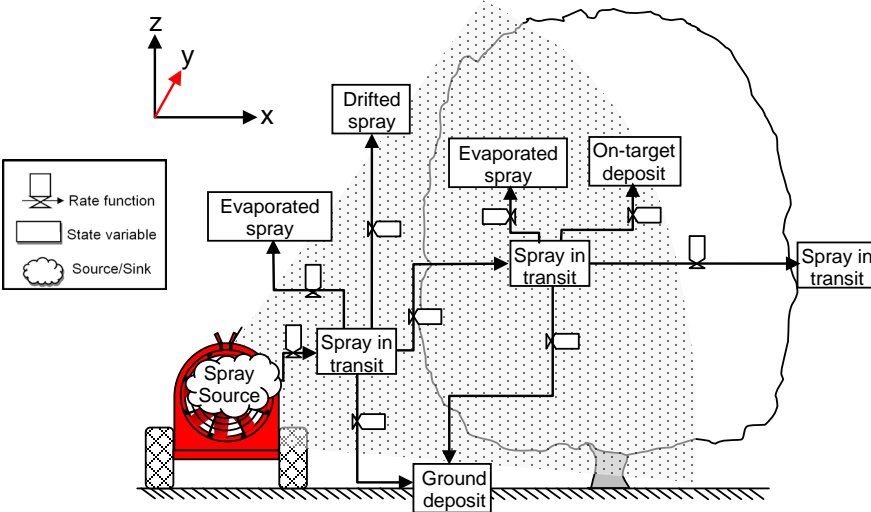 z
y
x
Drifted
spray
Evaporated
spray
On-target
deposit
Rate function
State variable
Source/Sink
Evaporated
spray
Spray in
transit
Spray in
transit
Spray in
transit
Spray
Source
Ground
deposit